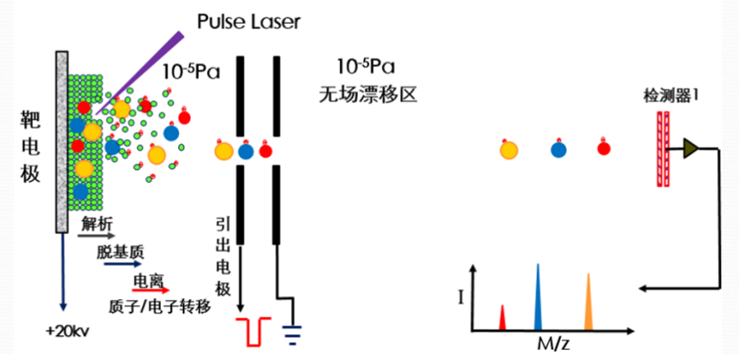 Pulse Laser
10⁻⁵Pa
10⁻⁵Pa
无场漂移区
检测器1
靶
电
极
解析
脱基质
电离
质子/电子转移
引
出
电
极
+20kv
I
M/z